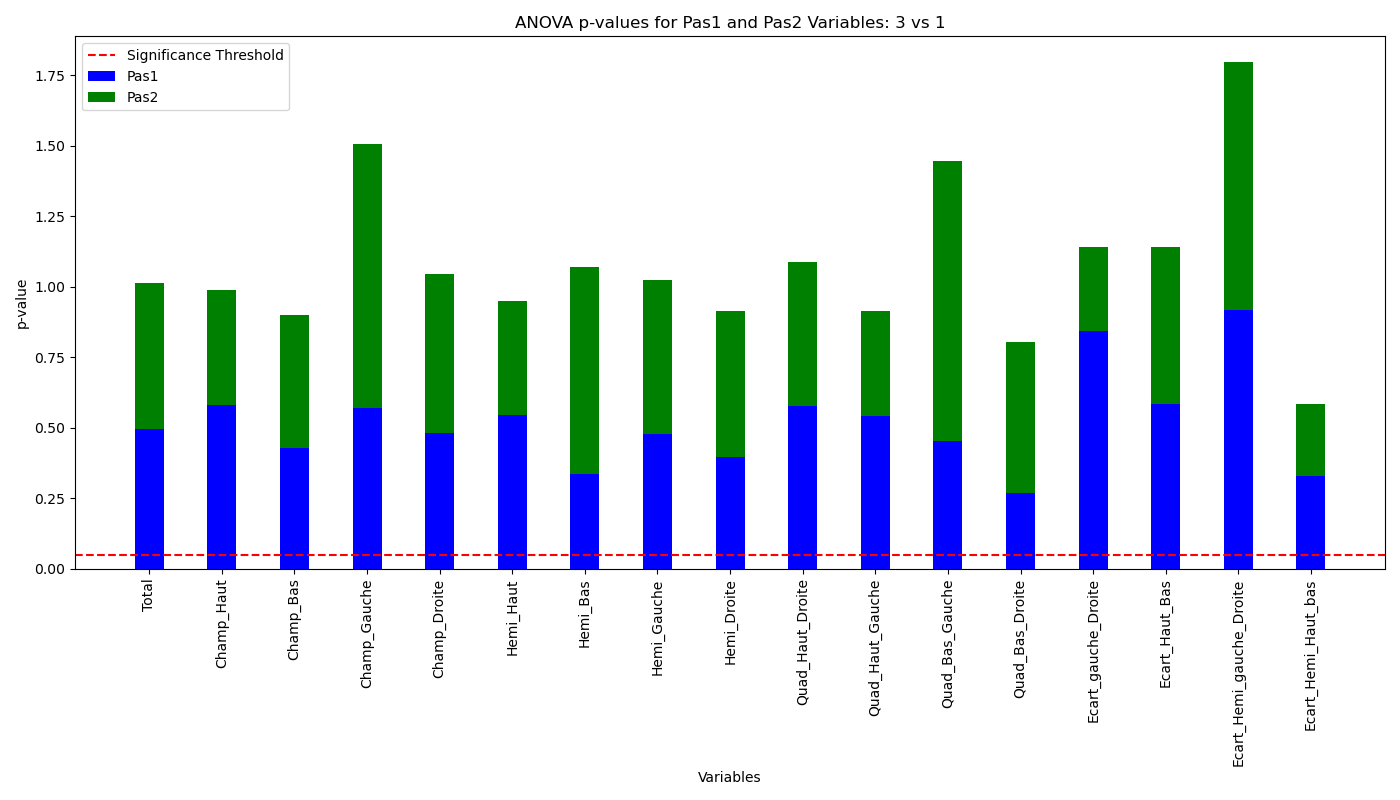 ANOVA p-values for Pas1 and Pas2 Variables: 3 vs 1
Significance Threshold
Pas1
Pas2
p-value
1.75
1.50
1.25
1.00
0.75
0.50
0.25
0.00
Total
Champ_Haut
Champ_Bas
Champ_Gauche
Champ_Droite
Hemi_Haut
Hemi_Bas
Hemi_Gauche
Hemi_Droite
Quad_Haut_Droite
Quad_Haut_Gauche
Quad_Bas_Gauche
Quad_Bas_Droite
Ecart_gauche_Droite
Ecart_Haut_Bas
Ecart_Hemi_gauche_Droite
Ecart_Hemi_Haut_bas
Variables